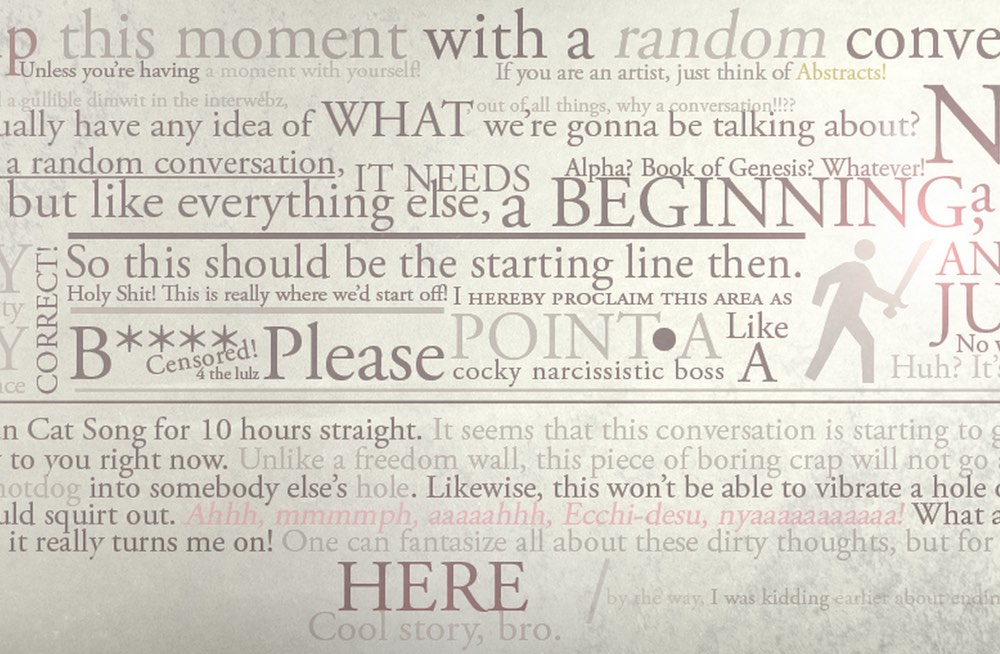 p this moment with a random conve
Unless you're having a moment with yourself!
If you are an artist, just think of Abstracts!
l a gullible dimwit in the interwebz,
out of all things, why a conversation!!!??
ually have any idea of WHAT we're gonna be talking about?
N
a random conversation, IT NEEDS
Alpha? Book of Genesis? Whatever!
but like everything else, a BEGINNING, a
Y
ty
Y
nce
CORRECT!
So this should be the starting line then.
Holy Shit! This is really where we'd start off!
I HEREBY PROCLAIM THIS AREA AS
B**** Please
Censored!
4 the lulz
POINT•A
cocky narcissistic boss
Like
A
AN
JU
No w
Huh? It's
n Cat Song for 10 hours straight. It seems that this conversation is starting to g
to you right now. Unlike a freedom wall, this piece of boring crap will not go
hotdog into somebody else's hole. Likewise, this won't be able to vibrate a hole
uld squirt out. Ahhh, mmmmph, aaaaahhh, Ecchi-desu, nyaaaaaaaaaaa! What a
it really turns me on! One can fantasize all about these dirty thoughts, but for
HERE
/
by the way, I was kidding earlier about endin
Cool story, bro.